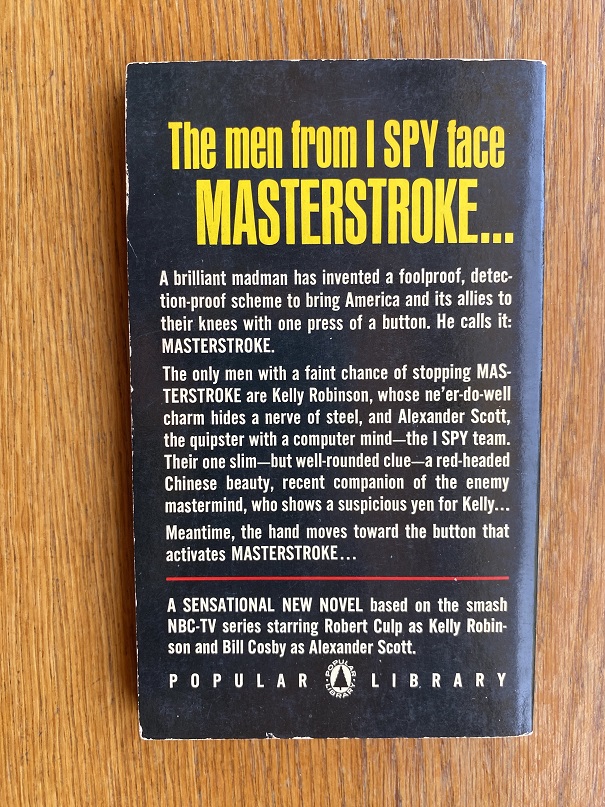 The men from I SPY face
MASTERSTROKE...
A brilliant madman has invented a foolproof, detec-
tion-proof scheme to bring America and its allies to
their knees with one press of a button. He calls it:
MASTERSTROKE.
The only men with a faint chance of stopping MAS-
TERSTROKE are Kelly Robinson, whose ne'er-do-well
charm hides a nerve of steel, and Alexander Scott,
the quipster with a computer mind—the I SPY team.
Their one slim—but well-rounded clue—a red-headed
Chinese beauty, recent companion of the enemy
mastermind, who shows a suspicious yen for Kelly...
Meantime, the hand moves toward the button that
activates MASTERSTROKE...
A SENSATIONAL NEW NOVEL based on the smash
NBC-TV series starring Robert Culp as Kelly Robin-
son and Bill Cosby as Alexander Scott.
POPULAR POPULAR LIBRARY LIBRARY